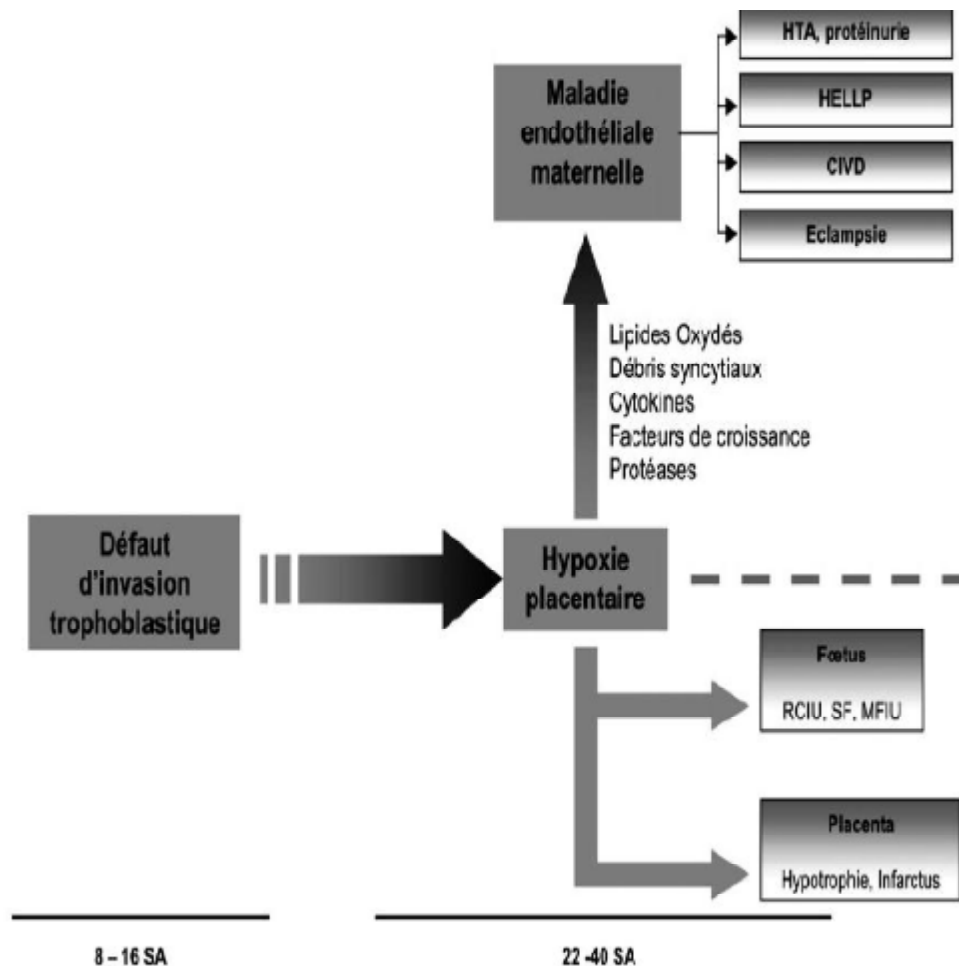 HTA, protéinurie
HELLP
CIVD
Eclampsie
Maladie
endothéliale
maternelle
Lipides Oxydés
Débris syncytiaux
Cytokines
Facteurs de croissance
Protéases
Défaut
d'invasion
trophoblastique
Hypoxie
placentaire
Fœtus
RCIU, SF, MFIU
Placenta
Hypotrophie, Infarctus
8 – 16 SA
22 -40 SA